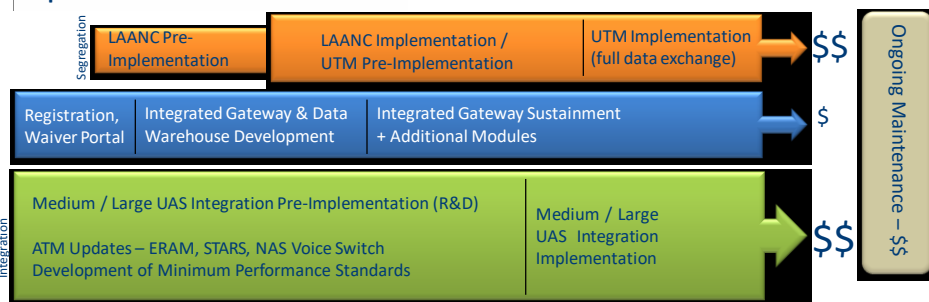 Segregation
LAANC Pre-
Implementation
LAANC Implementation /
UTM Pre-Implementation
UTM Implementation
(full data exchange)
$$
Registration,
Waiver Portal
Integrated Gateway & Data
Warehouse Development
Integrated Gateway Sustainment
+ Additional Modules
$
Integration
Medium / Large UAS Integration Pre-Implementation (R&D)
ATM Updates – ERAM, STARS, NAS Voice Switch
Development of Minimum Performance Standards
Medium / Large
UAS Integration
Implementation
$$
Ongoing Maintenance – $$